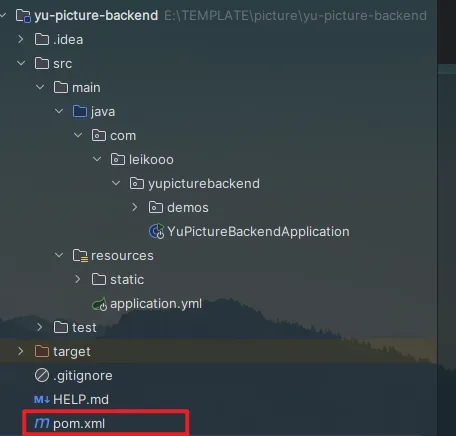 yu-picture-backend E:\TEMPLATE\picture\yu-picture-backend
.idea
src
main
java
com
leikooo
yupicturebackend
demos
YuPictureBackendApplication
resources
static
application.yml
test
target
.gitignore
M↓ HELP.md
m pom.xml